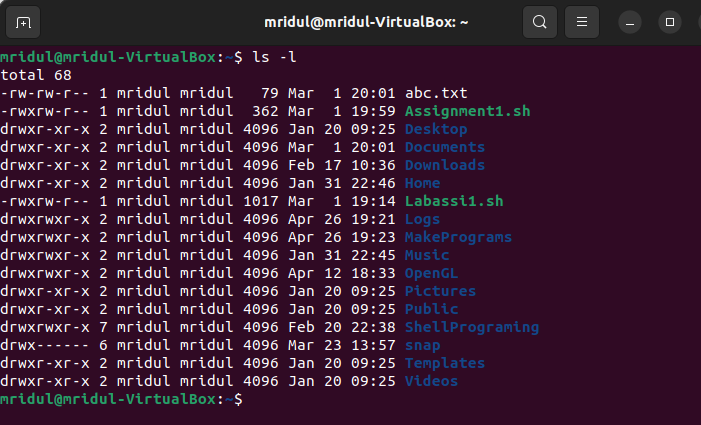 mridul@mridul-VirtualBox: ~
mridul@mridul-VirtualBox:~$ ls -l
total 68
-rw-rw-r-- 1 mridul mridul   79 Mar  1 20:01 abc.txt
-rwxrw-r-- 1 mridul mridul  362 Mar  1 19:59 Assignment1.sh
drwxr-xr-x 2 mridul mridul 4096 Jan 20 09:25 Desktop
drwxr-xr-x 2 mridul mridul 4096 Mar  1 20:01 Documents
drwxr-xr-x 2 mridul mridul 4096 Feb 17 10:36 Downloads
drwxr-xr-x 2 mridul mridul 4096 Jan 31 22:46 Home
-rwxrw-r-- 1 mridul mridul 1017 Mar  1 19:14 Labassi1.sh
drwxrwxr-x 2 mridul mridul 4096 Apr 26 19:21 Logs
drwxrwxr-x 2 mridul mridul 4096 Apr 26 19:23 MakePrograms
drwxrwxr-x 2 mridul mridul 4096 Jan 31 22:45 Music
drwxrwxr-x 2 mridul mridul 4096 Apr 12 18:33 OpenGL
drwxr-xr-x 2 mridul mridul 4096 Jan 20 09:25 Pictures
drwxr-xr-x 2 mridul mridul 4096 Jan 20 09:25 Public
drwxrwxr-x 7 mridul mridul 4096 Feb 20 22:38 ShellPrograming
drwx------ 6 mridul mridul 4096 Mar 23 13:57 snap
drwxr-xr-x 2 mridul mridul 4096 Jan 20 09:25 Templates
drwxr-xr-x 2 mridul mridul 4096 Jan 20 09:25 Videos
mridul@mridul-VirtualBox:~$